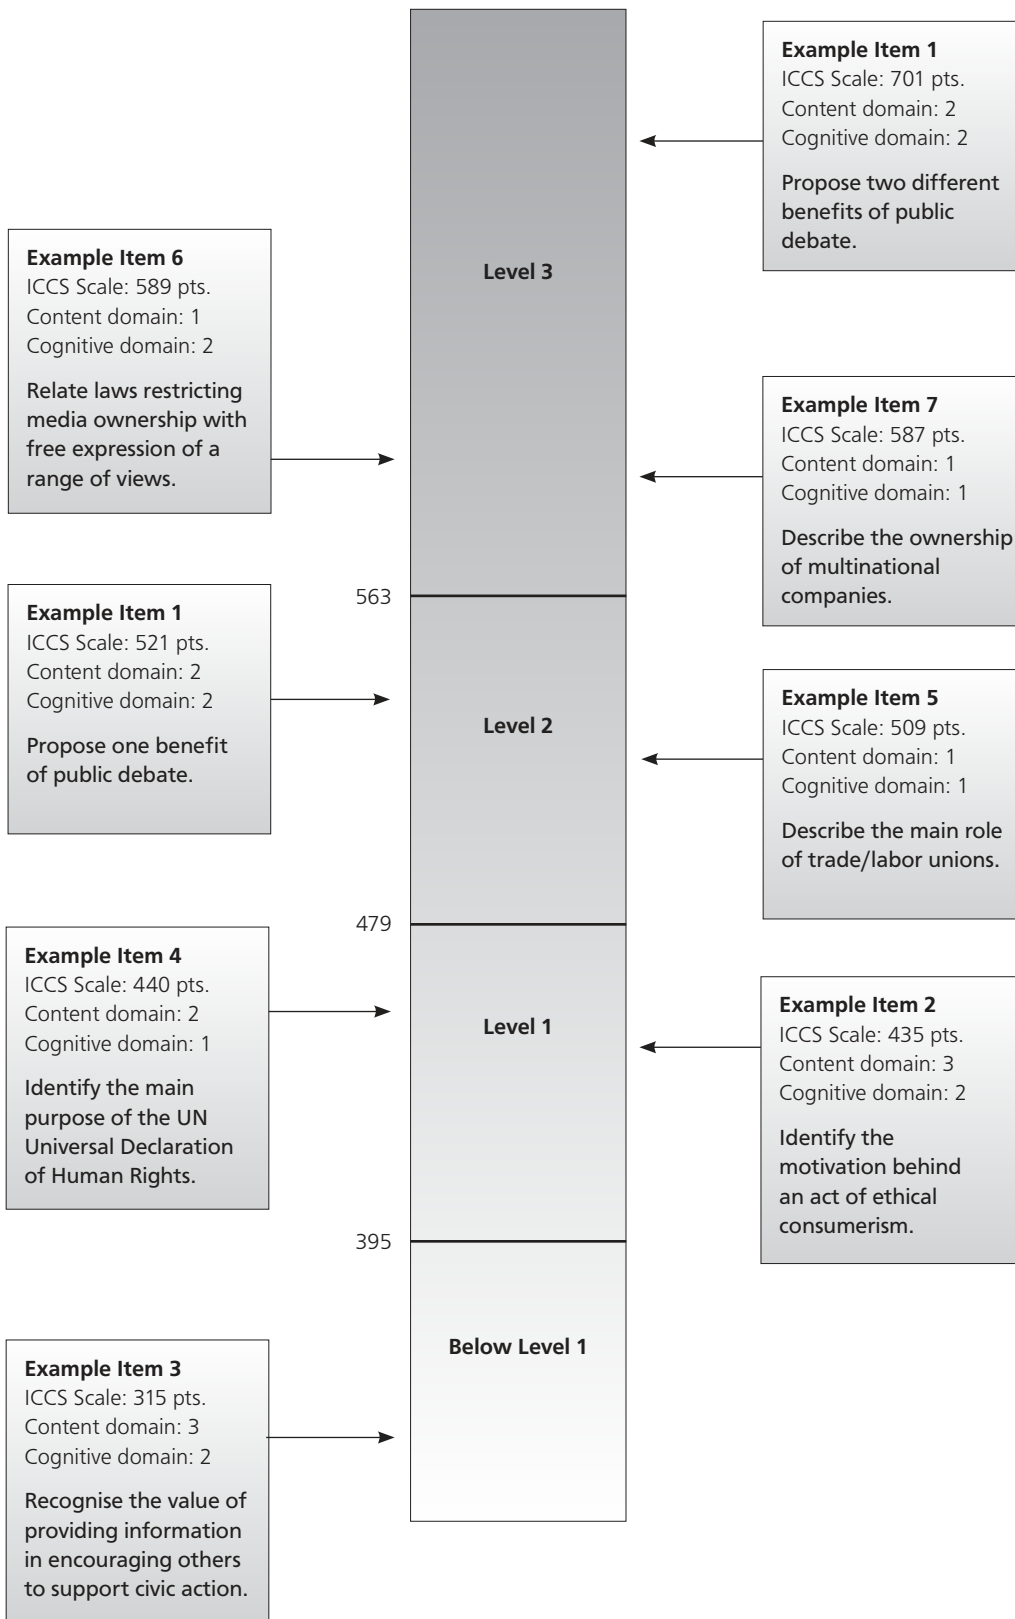 Example Item 1
ICCS Scale: 701 pts.
Content domain: 2
Cognitive domain: 2
Propose two different
benefits of public
debate.
Example Item 6
ICCS Scale: 589 pts.
Content domain: 1
Cognitive domain: 2
Relate laws restricting
media ownership with
free expression of a
range of views.
Level 3
Example Item 7
ICCS Scale: 587 pts.
Content domain: 1
Cognitive domain: 1
Describe the ownership
of multinational
companies.
563
Example Item 1
ICCS Scale: 521 pts.
Content domain: 2
Cognitive domain: 2
Propose one benefit
of public debate.
Level 2
Example Item 5
ICCS Scale: 509 pts.
Content domain: 1
Cognitive domain: 1
Describe the main role
of trade/labor unions.
479
Example Item 4
ICCS Scale: 440 pts.
Content domain: 2
Cognitive domain: 1
Identify the main
purpose of the UN
Universal Declaration
of Human Rights.
Level 1
Example Item 2
ICCS Scale: 435 pts.
Content domain: 3
Cognitive domain: 2
Identify the
motivation behind
an act of ethical
consumerism.
395
Below Level 1
Example Item 3
ICCS Scale: 315 pts.
Content domain: 3
Cognitive domain: 2
Recognise the value of
providing information
in encouraging others
to support civic action.